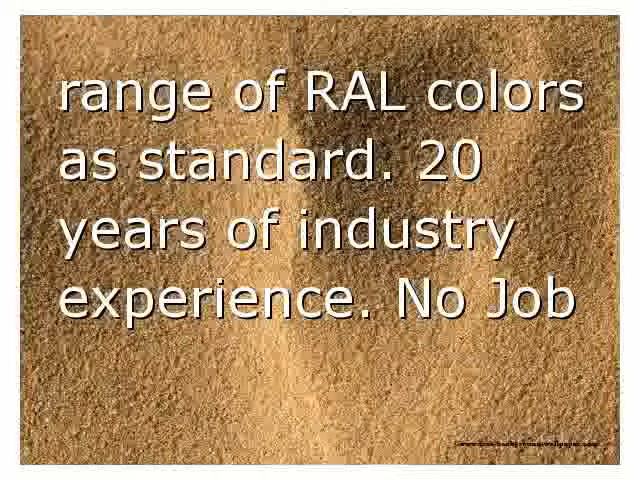 range of RAL colors
as standard. 20
years of industry
experience. No Job